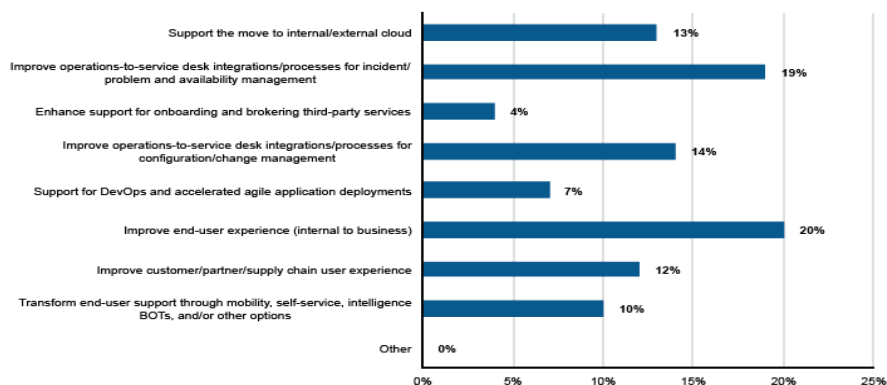 Support the move to internal/external cloud
13%
Improve operations-to-service desk integrations/processes for incident/
problem and availability management
19%
Enhance support for onboarding and brokering third-party services
4%
Improve operations-to-service desk integrations/processes for
configuration/change management
14%
Support for DevOps and accelerated agile application deployments
7%
Improve end-user experience (internal to business)
20%
Improve customer/partner/supply chain user experience
12%
Transform end-user support through mobility, self-service, intelligence
BOTs, and/or other options
10%
Other
0%
0% 5% 10% 15% 20% 25%